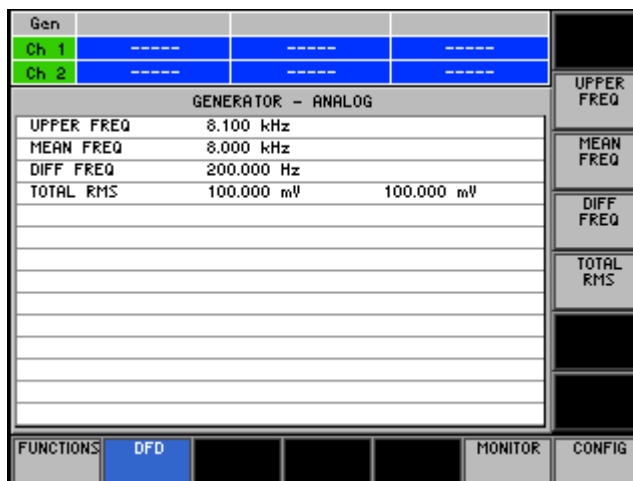 Gen
Ch 1 ----- ----- -----
Ch 2 ----- ----- -----
GENERATOR - ANALOG
UPPER FREQ 8.100 kHz
MEAN FREQ 8.000 kHz
DIFF FREQ 200.000 Hz
TOTAL RMS 100.000 mV 100.000 mV
UPPER
FREQ
MEAN
FREQ
DIFF
FREQ
TOTAL
RMS
FUNCTIONS DFD MONITOR CONFIG